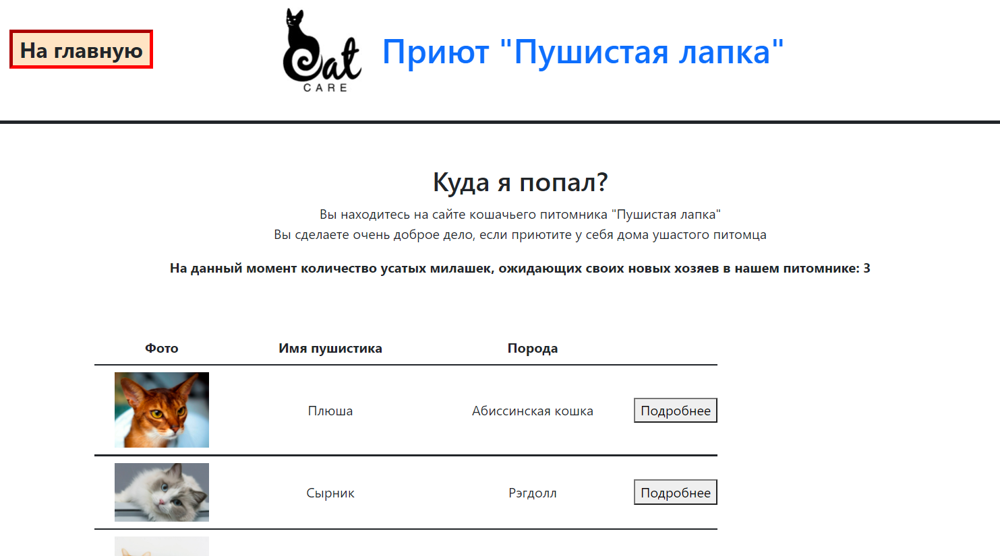 На главную
Cat
CARE
Приют "Пушистая лапка"
Куда я попал?
Вы находитесь на сайте кошачьего питомника "Пушистая лапка"
Вы сделаете очень доброе дело, если приютите у себя дома ушастого питомца
На данный момент количество усатых милашек, ожидающих своих новых хозяев в нашем питомнике: 3
Фото Имя пушистика Порода
Плюша Абиссинская кошка Подробнее
Сырник Рэгдолл Подробнее